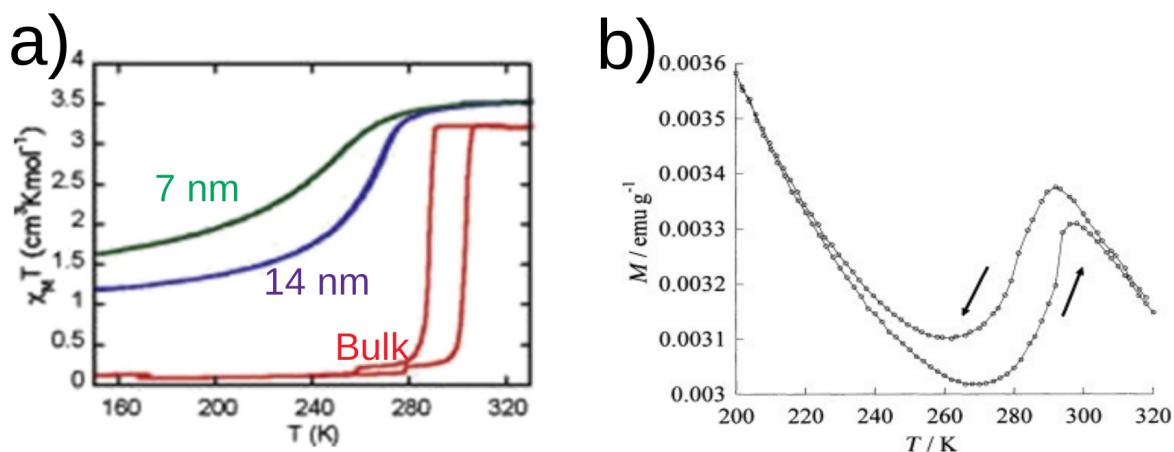 a)
χMT (cm³Kmol⁻¹)
4
3.5
3
2.5
2
1.5
1
0.5
0
7 nm
14 nm
Bulk
160 200 240 280 320
T (K)
b)
M / emu g⁻¹
0.0036
0.0035
0.0034
0.0033
0.0032
0.0031
0.003
200 220 240 260 280 300 320
T / K